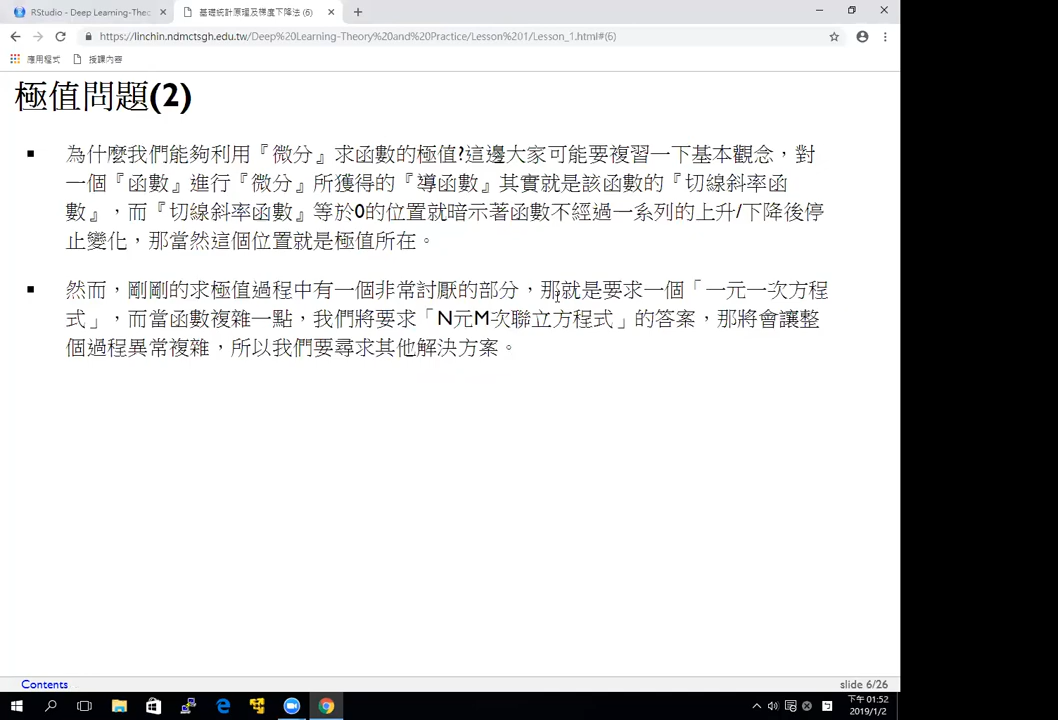 RStudio - Deep Learning-Theo
基礎統計原理及梯度下降法 (6)
https://linchin.ndmctsgh.edu.tw/Deep%20Learning-Theory%20and%20Practice/Lesson%201/Lesson_1.html#(6)
應用程式
授課內容
極值問題(2)
為什麼我們能夠利用『微分』求函數的極值?這邊大家可能要複習一下基本觀念，對
一個『函數』進行『微分』所獲得的『導函數』其實就是該函數的『切線斜率函
數』，而『切線斜率函數』等於0的位置就暗示著函數不經過一系列的上升/下降後停
止變化，那當然這個位置就是極值所在。
然而，剛剛的求極值過程中有一個非常討厭的部分，那就是要求一個「一元一次方程
式」，而當函數複雜一點，我們將要求「N元M次聯立方程式」的答案，那將會讓整
個過程異常複雜，所以我們要尋求其他解決方案。
Contents
slide 6/26
下午 01:52
2019/1/2